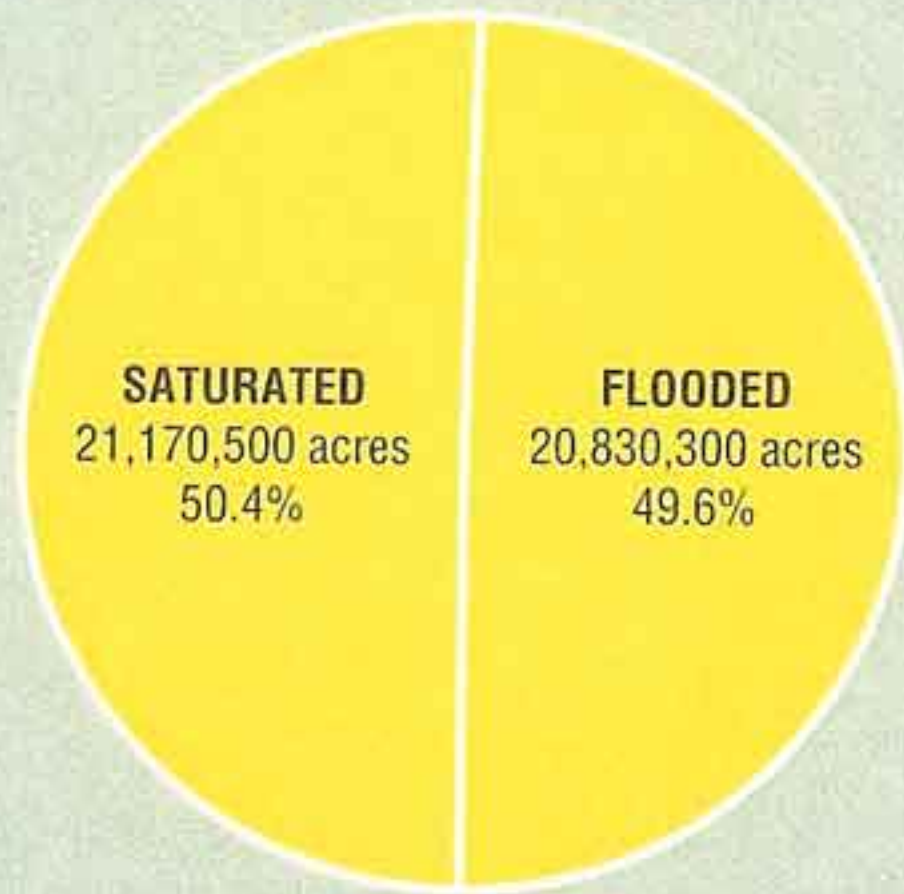 SATURATED
21,170,500 acres
50.4%
FLOODED
20,830,300 acres
49.6%